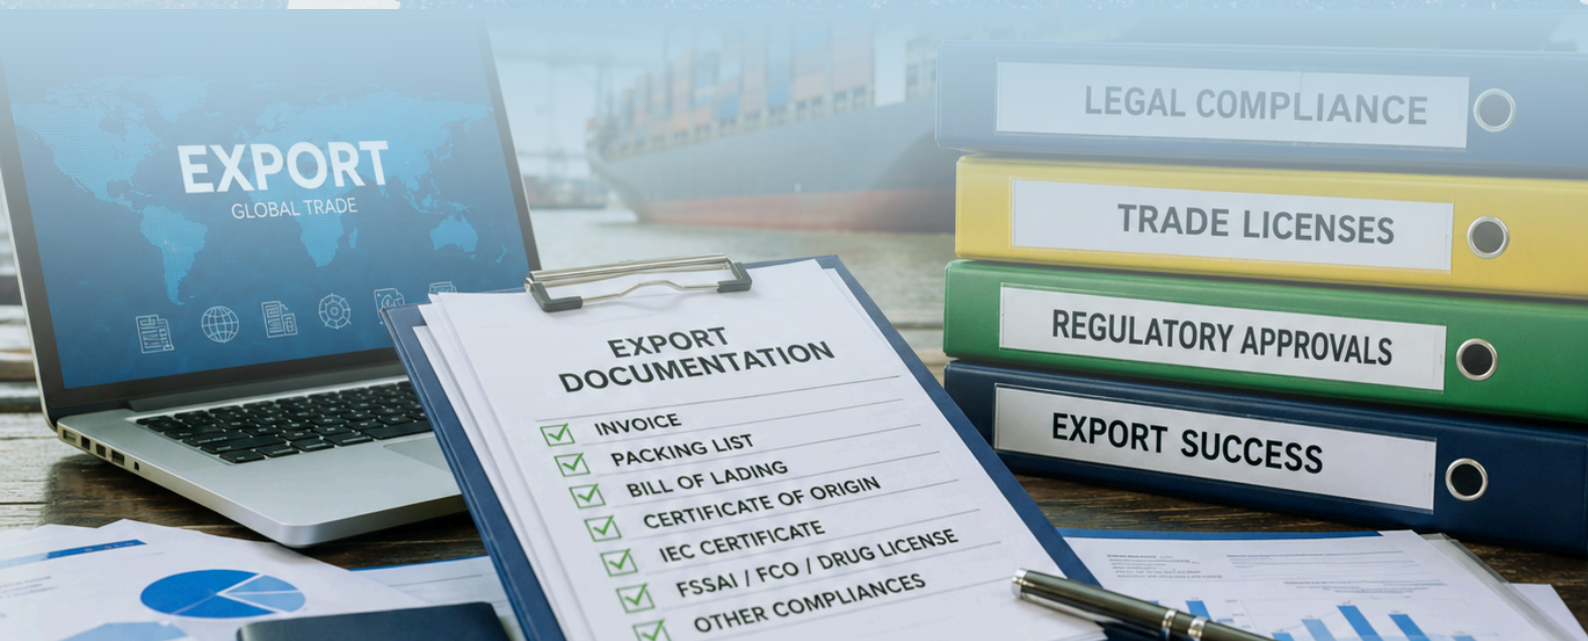 EXPORT
GLOBAL TRADE
EXPORT
DOCUMENTATION
INVOICE
PACKING LIST
BILL OF LADING
CERTIFICATE OF ORIGIN
IEC CERTIFICATE
FSSAI / FCO / DRUG LICENSE
OTHER COMPLIANCES
LEGAL COMPLIANCE
TRADE LICENSES
REGULATORY APPROVALS
EXPORT SUCCESS